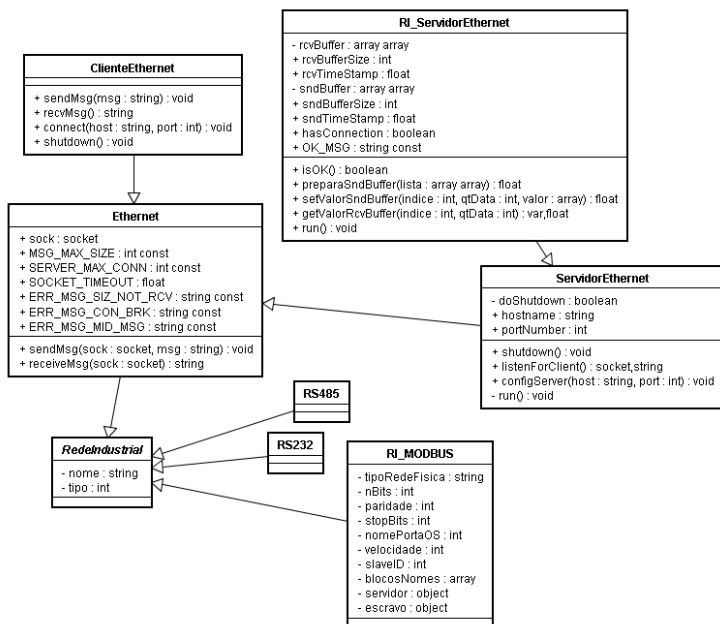 RI_ServidorEthernet
- rcvBuffer : array array
+ rcvBufferSize : int
+ rcvTimeStamp : float
- sndBuffer : array array
+ sndBufferSize : int
+ sndTimeStamp : float
+ hasConnection : boolean
+ OK_MSG : string const
+ isOK() : boolean
+ preparaSndBuffer(lista : array array) : float
+ setValorSndBuffer(indice : int, qtData : int, valor : array) : float
+ getValorRcvBuffer(indice : int, qtData : int) : var,float
+ run() : void
ClienteEthernet
+ sendMsg(msg : string) : void
+ recvMsg() : string
+ connect(host : string, port : int) : void
+ shutdown() : void
Ethernet
+ sock : socket
+ MSG_MAX_SIZE : int const
+ SERVER_MAX_CONN : int const
+ SOCKET_TIMEOUT : float
+ ERR_MSG_SIZ_NOT_RCV : string const
+ ERR_MSG_CON_BRK : string const
+ ERR_MSG_MID_MSG : string const
+ sendMsg(sock : socket, msg : string) : void
+ receiveMsg(sock : socket) : string
ServidorEthernet
- doShutdown : boolean
+ hostname : string
+ portNumber : int
+ shutdown() : void
+ listenForClient() : socket,string
+ configServer(host : string, port : int) : void
- run() : void
RS485
RS232
RedeIndustrial
- nome : string
- tipo : int
RI_MODBUS
- tipoRedeFisica : string
- nBits : int
- paridade : int
- stopBits : int
- nomePortaOS : int
- velocidade : int
- slaveID : int
- blocosNomes : array
- servidor : object
- escravo : object